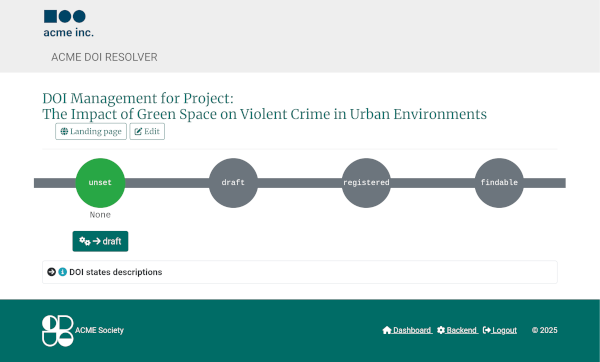 acme inc.
ACME DOI RESOLVER
DOI Management for Project:
The Impact of Green Space on Violent Crime in Urban Environments
Landing page Edit
unset draft registered findable
None
draft
DOI states descriptions
ACME Society Dashboard Backend Logout © 2025